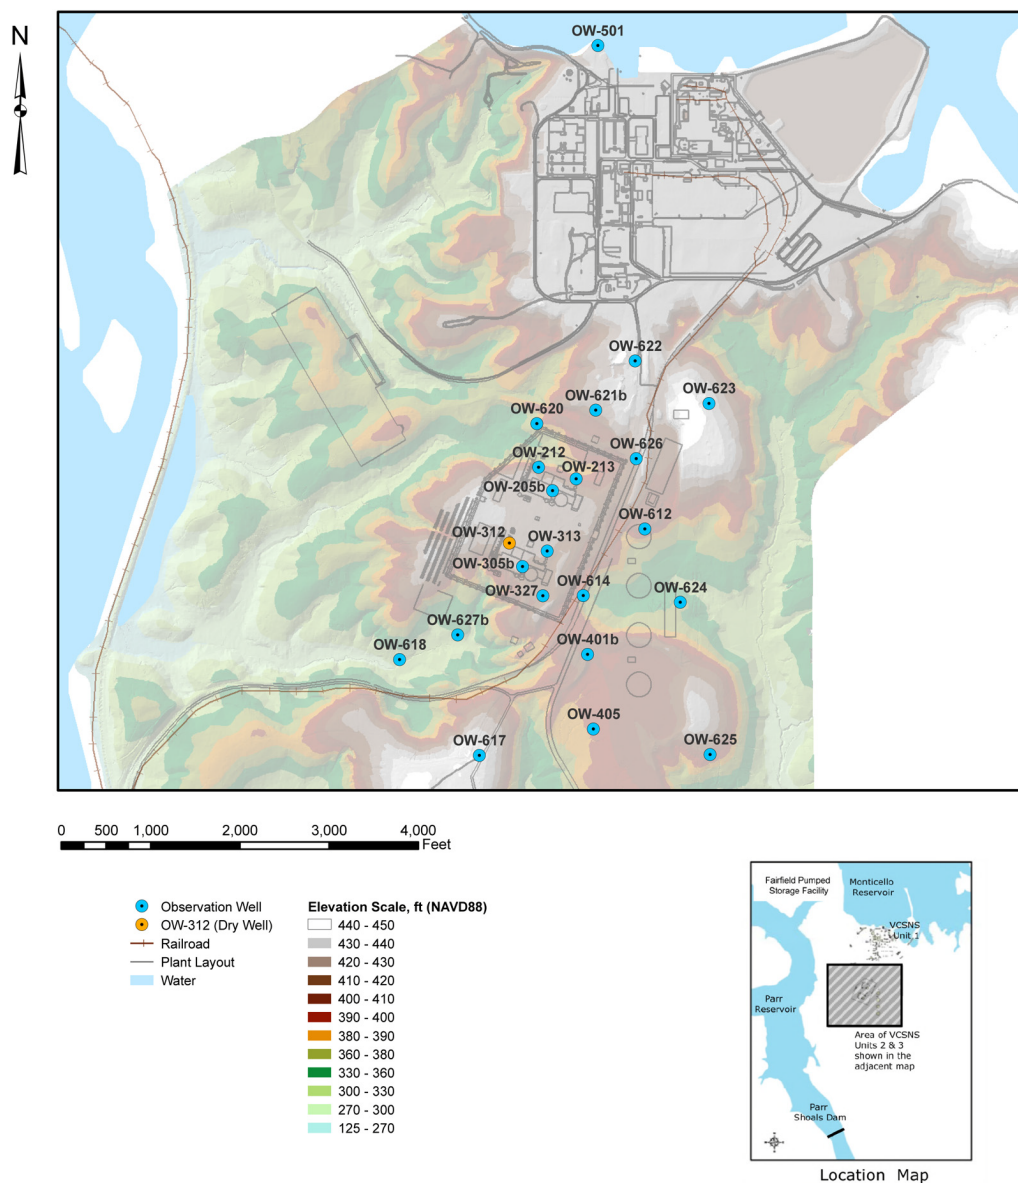 N
OW-501
OW-622
OW-623
OW-621b
OW-620
OW-626
OW-212
OW-213
OW-205b
OW-612
OW-312
OW-313
OW-305b
OW-614
OW-327
OW-624
OW-627b
OW-401b
OW-618
OW-405
OW-617
OW-625
0 500 1,000 2,000 3,000 4,000
Feet
Observation Well
OW-312 (Dry Well)
Railroad
Plant Layout
Water
Elevation Scale, ft (NAVD88)
440 - 450
430 - 440
420 - 430
410 - 420
400 - 410
390 - 400
380 - 390
360 - 380
330 - 360
300 - 330
270 - 300
125 - 270
Fairfield Pumped
Storage Facility
Monticello
Reservoir
VCSNS
Unit 1
Parr
Reservoir
Area of VCSNS
Units 2 & 3
shown in the
adjacent map
Parr
Shoals Dam
Location Map